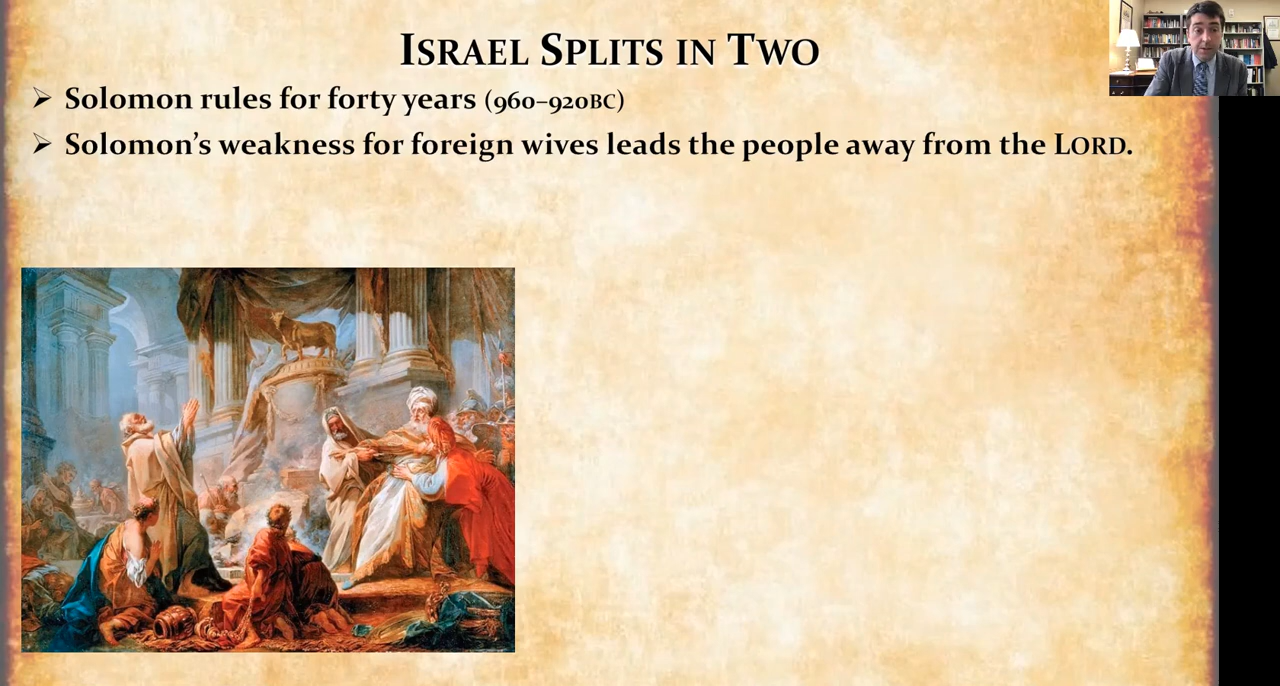 Israel Splits in Two
➢ Solomon rules for forty years (960–920BC)
➢ Solomon’s weakness for foreign wives leads the people away from the LORD.